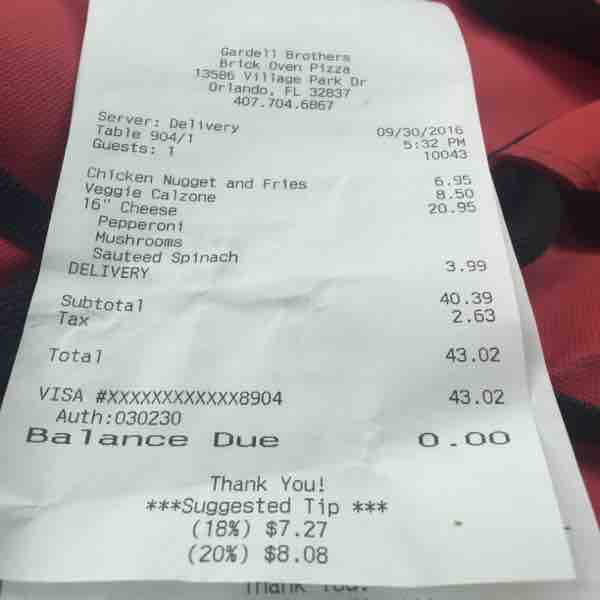 Gardell Brothers
Brick Oven Pizza
13586 Village Park Dr
Orlando, FL 32837
407.704.6867
Server: Delivery 09/30/2016
Table 904/1 5:32 PM
Guests: 1 10043
Chicken Nugget and Fries 6.95
Veggie Calzone 8.50
16" Cheese 20.95
Pepperoni
Mushrooms
Sauteed Spinach
DELIVERY 3.99
Subtotal 40.39
Tax 2.63
Total 43.02
VISA #XXXXXXXXXXXX8904 43.02
Auth:030230
Balance Due 0.00
Thank You!
***Suggested Tip ***
(18%) $7.27
(20%) $8.08
Thank You!